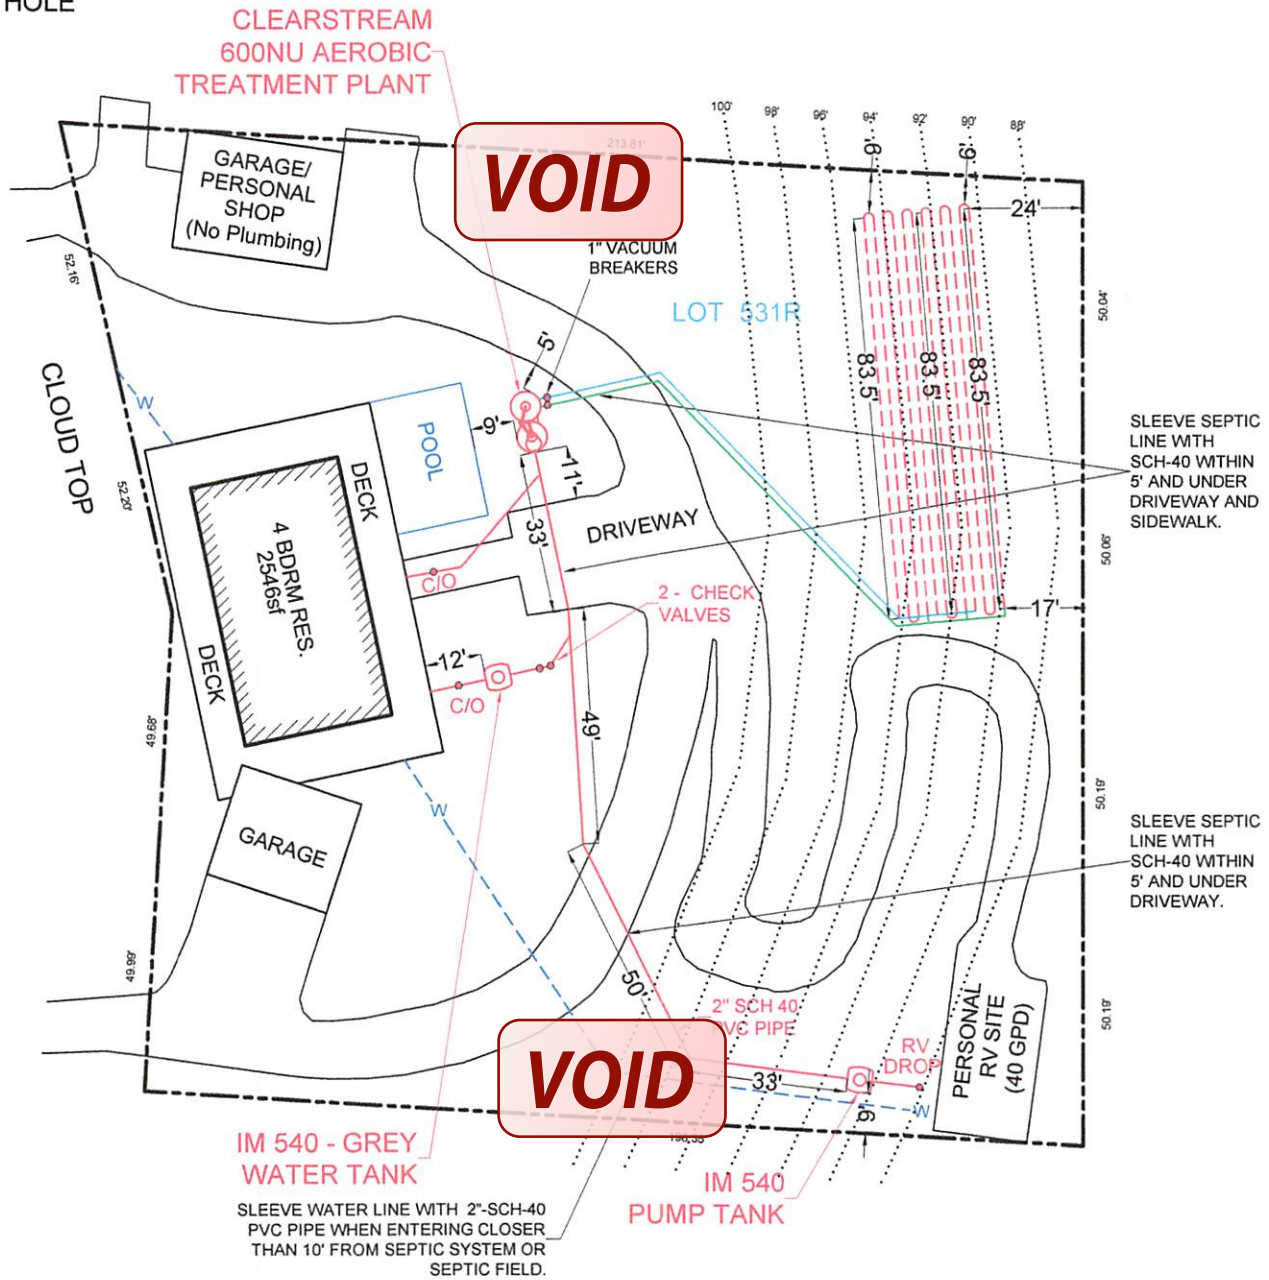 HOLE
CLEARSTREAM
600NU AEROBIC
TREATMENT PLANT
100'
98'
96'
94'
92'
90'
88'
VOID
213.81'
GARAGE/
PERSONAL
SHOP
(No Plumbing)
9'
9'
24'
1" VACUUM
BREAKERS
52.16'
LOT 531R
50.04'
5'
83.5'
83.5'
83.5'
CLOUD TOP
W
POOL
9'
11'
DECK
SLEEVE SEPTIC
LINE WITH
SCH-40 WITHIN
5' AND UNDER
DRIVEWAY AND
SIDEWALK.
52.20'
4 BDRM RES.
2546sf
33'
DRIVEWAY
50.06'
C/O
2 - CHECK
VALVES
17'
DECK
12'
C/O
49.68'
49'
50.19'
W
GARAGE
SLEEVE SEPTIC
LINE WITH
SCH-40 WITHIN
5' AND UNDER
DRIVEWAY.
49.99'
50'
2" SCH 40
PVC PIPE
50.19'
PERSONAL
RV SITE
(40 GPD)
RV
DROP
VOID
33'
W
9'
198.35'
IM 540 - GREY
WATER TANK
IM 540
PUMP TANK
SLEEVE WATER LINE WITH 2"-SCH-40
PVC PIPE WHEN ENTERING CLOSER
THAN 10' FROM SEPTIC SYSTEM OR
SEPTIC FIELD.